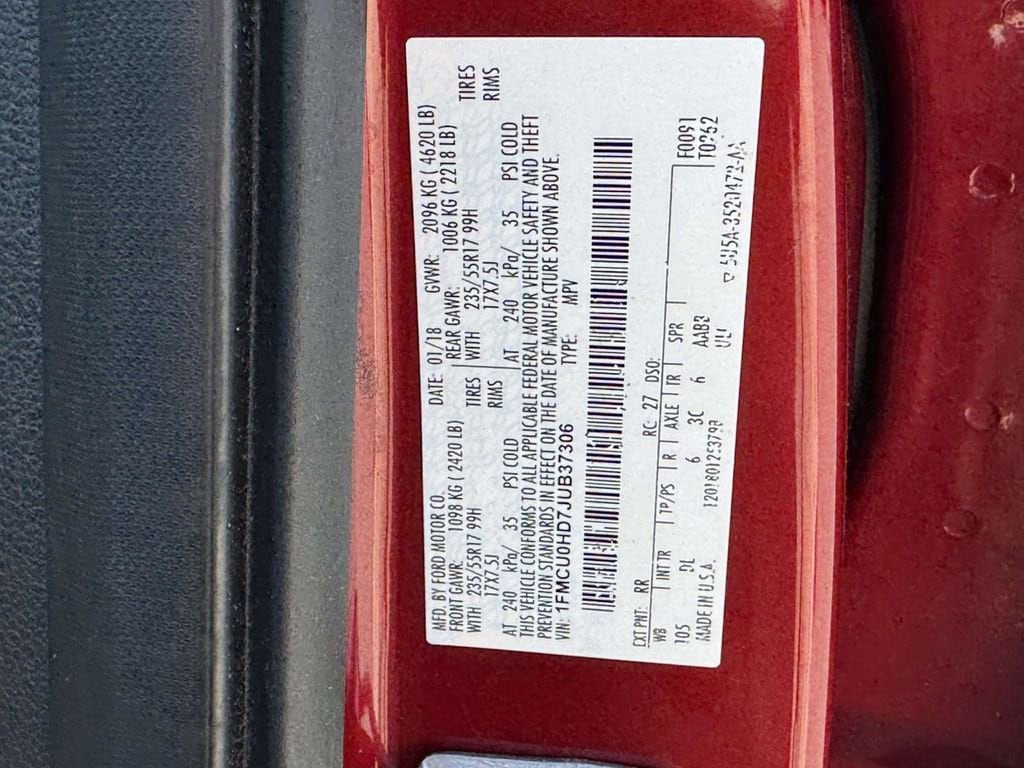 MFD. BY FORD MOTOR CO.
DATE: 01/18 GVWR: 2096 KG ( 4620 LB)
FRONT GAWR: 1098 KG ( 2420 LB)
REAR GAWR: 1006 KG ( 2218 LB)
WITH 235/55R17 99H TIRES
WITH 235/55R17 99H TIRES
17X7.5J RIMS
17X7.5J RIMS
AT 240 kPa/ 35 PSI COLD
AT 240 kPa/ 35 PSI COLD
THIS VEHICLE CONFORMS TO ALL APPLICABLE FEDERAL MOTOR VEHICLE SAFETY AND THEFT
PREVENTION STANDARDS IN EFFECT ON THE DATE OF MANUFACTURE SHOWN ABOVE.
VIN: 1FMCU0HD7JUB37306 TYPE: MPV
EXT PNT: RR RC: 27 DSO:
WB INT TR TP/PS R AXLE TR SPR
F0091
105 DL 6 3C 6 AABB
MADE IN U.S.A.